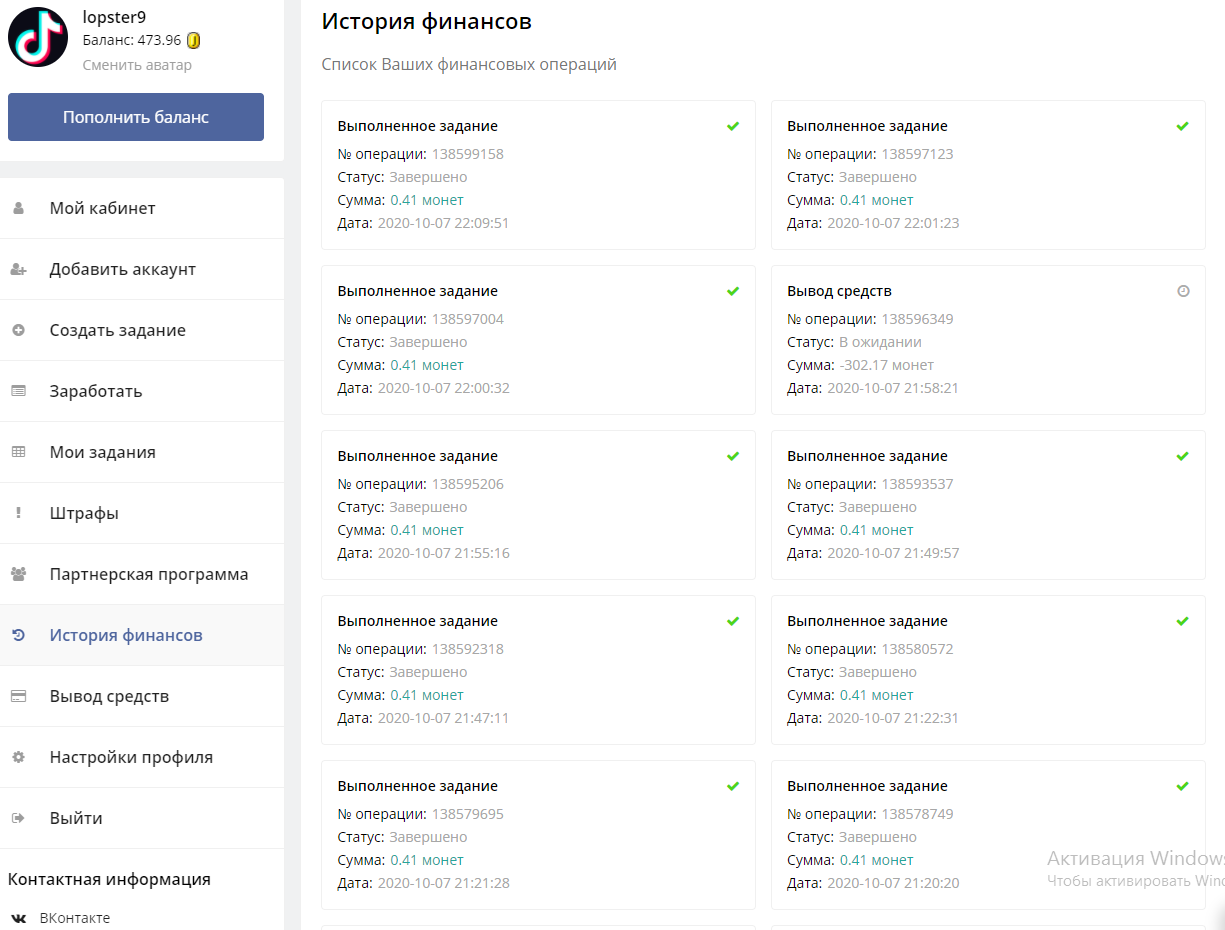 lopster9
Баланс: 473.96
Сменить аватар
Пополнить баланс
Мой кабинет
Добавить аккаунт
Создать задание
Заработать
Мои задания
Штрафы
Партнерская программа
История финансов
Вывод средств
Настройки профиля
Выйти
Контактная информация
ВКонтакте
История финансов
Список Ваших финансовых операций
Выполненное задание
№ операции: 138599158
Статус: Завершено
Сумма: 0.41 монет
Дата: 2020-10-07 22:09:51
Выполненное задание
№ операции: 138597123
Статус: Завершено
Сумма: 0.41 монет
Дата: 2020-10-07 22:01:23
Выполненное задание
№ операции: 138597004
Статус: Завершено
Сумма: 0.41 монет
Дата: 2020-10-07 22:00:32
Вывод средств
№ операции: 138596349
Статус: В ожидании
Сумма: -302.17 монет
Дата: 2020-10-07 21:58:21
Выполненное задание
№ операции: 138595206
Статус: Завершено
Сумма: 0.41 монет
Дата: 2020-10-07 21:55:16
Выполненное задание
№ операции: 138593537
Статус: Завершено
Сумма: 0.41 монет
Дата: 2020-10-07 21:49:57
Выполненное задание
№ операции: 138592318
Статус: Завершено
Сумма: 0.41 монет
Дата: 2020-10-07 21:47:11
Выполненное задание
№ операции: 138580572
Статус: Завершено
Сумма: 0.41 монет
Дата: 2020-10-07 21:22:31
Выполненное задание
№ операции: 138579695
Статус: Завершено
Сумма: 0.41 монет
Дата: 2020-10-07 21:21:28
Выполненное задание
№ операции: 138578749
Статус: Завершено
Сумма: 0.41 монет
Дата: 2020-10-07 21:20:20
Активация Windows
Чтобы активировать Wind